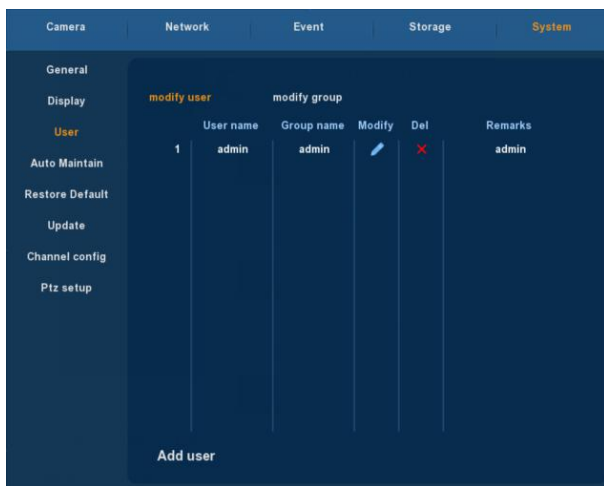 Camera Network Event Storage System
General
Display
User
Auto Maintain
Restore Default
Update
Channel config
Ptz setup
modify user modify group
User name Group name Modify Del Remarks
1 admin admin admin
Add user